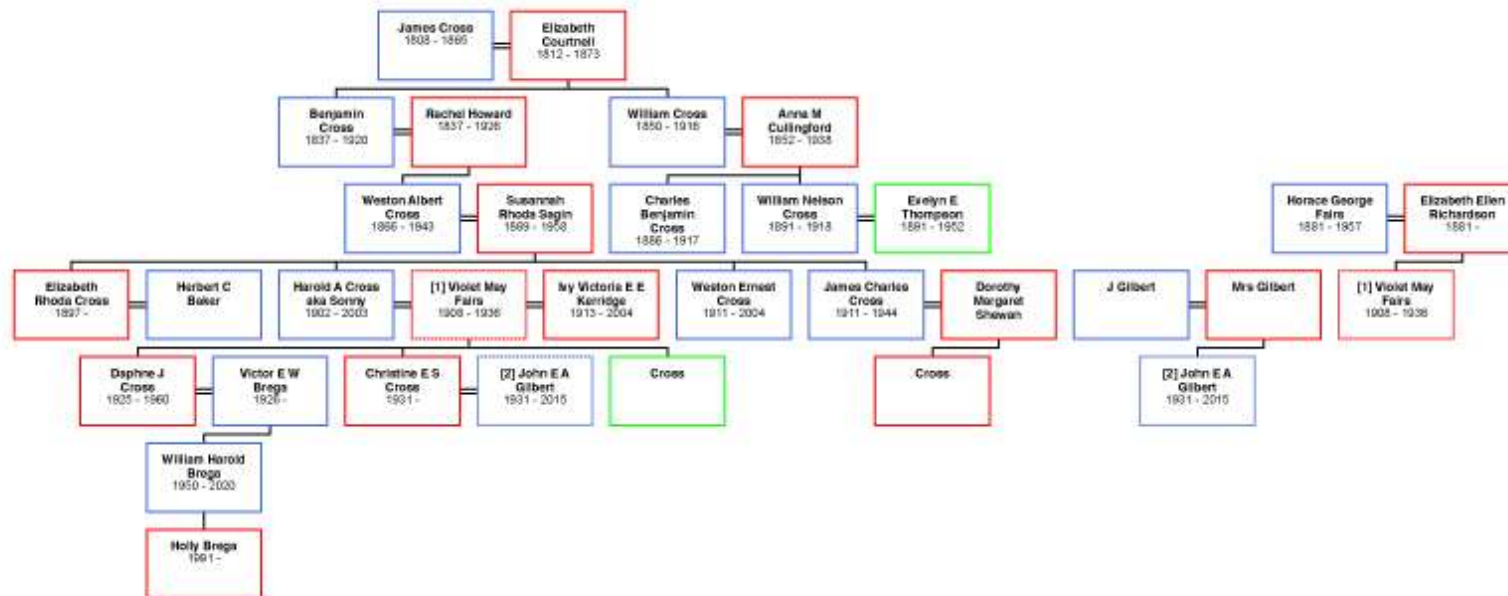 James Cross
1808 - 1865
Elizabeth
Courtnell
1812 - 1873
Benjamin
Cross
1837 - 1920
Rachel Howard
1837 - 1926
William Cross
1850 - 1918
Anna M
Cullingford
1852 - 1938
Weston Albert
Cross
1866 - 1943
Susannah
Rhoda Sagin
1869 - 1958
Charles
Benjamin
Cross
1886 - 1917
William Nelson
Cross
1891 - 1918
Evelyn E
Thompson
1891 - 1952
Horace George
Fairs
1881 - 1957
Elizabeth Ellen
Richardson
1881 -
Elizabeth
Rhoda Cross
1897 -
Herbert C
Baker
Harold A Cross
aka Sonny
1902 - 2003
[1] Violet May
Fairs
1908 - 1936
Ivy Victoria E E
Kerridge
1913 - 2004
Weston Ernest
Cross
1911 - 2004
James Charles
Cross
1911 - 1944
Dorothy
Margaret
Shewan
J Gilbert
Mrs Gilbert
[1] Violet May
Fairs
1908 - 1936
Daphne J
Cross
1925 - 1960
Victor E W
Brega
1926 -
Christine E S
Cross
1931 -
[2] John E A
Gilbert
1931 - 2015
Cross
Cross
[2] John E A
Gilbert
1931 - 2015
William Harold
Brega
1950 - 2020
Holly Brega
1991 -